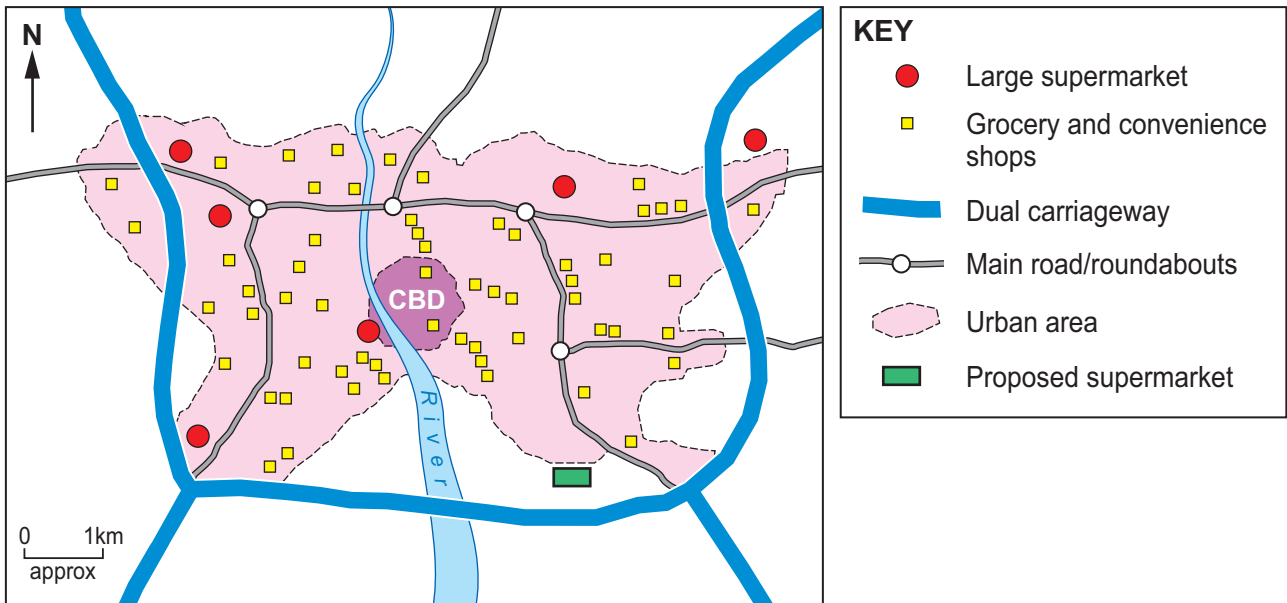 N
CBD
River
0 1km
approx
KEY
Large supermarket
Grocery and convenience
shops
Dual carriageway
Main road/roundabouts
Urban area
Proposed supermarket